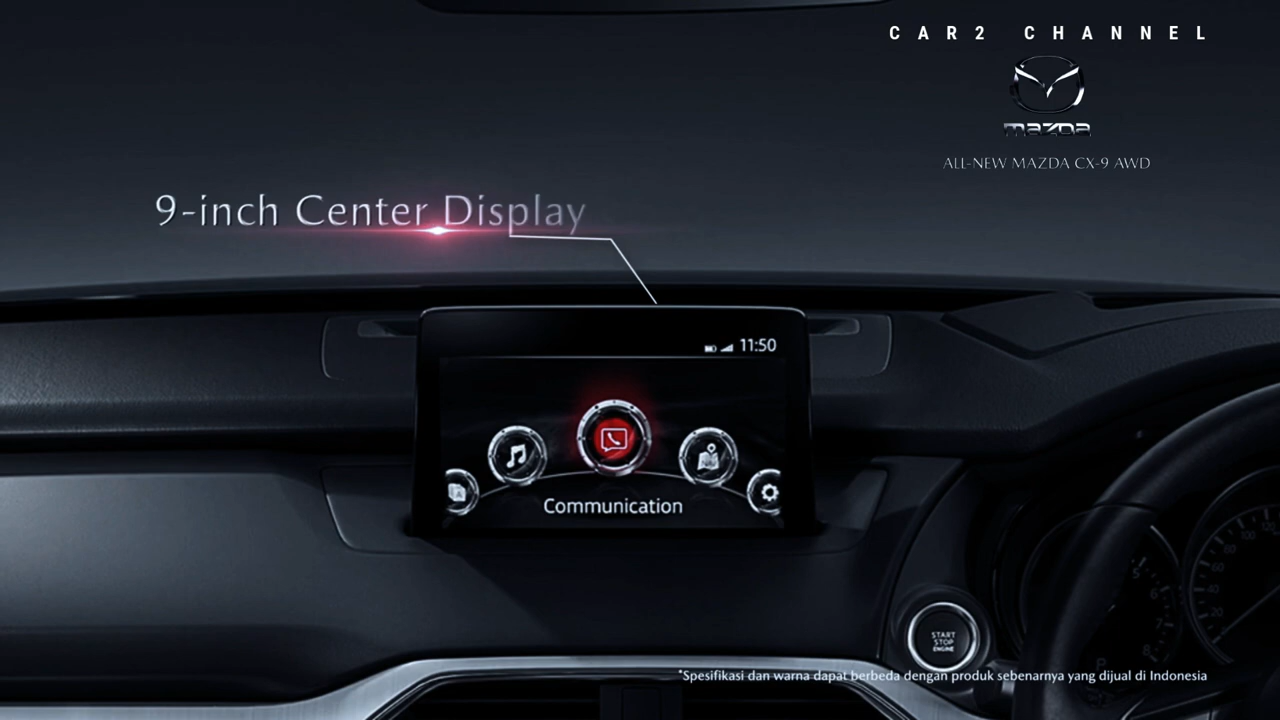 CAR2 CHANNEL
mazda
ALL-NEW MAZDA CX-9 AWD
9-inch Center Display
11:50
Communication
START
STOP
ENGINE
*Spesifikasi dan warna dapat berbeda dengan produk sebenarnya yang dijual di Indonesia